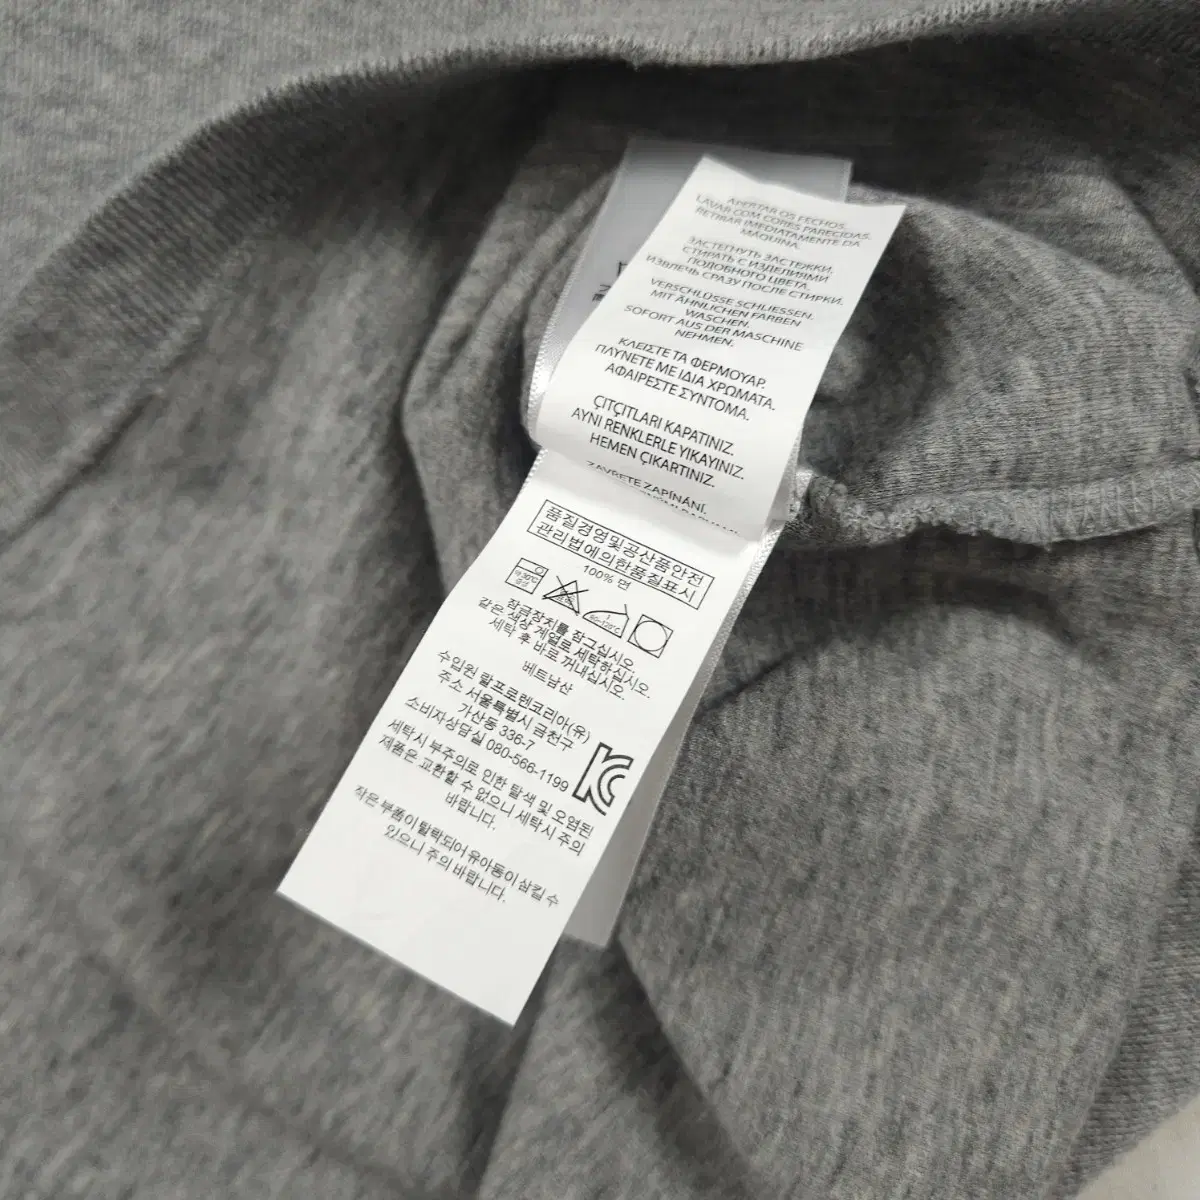 APERTAR OS FECHOS.
LAVAR COM CORES PARECIDAS.
RETIRAR IMEDIATAMENTE DA
MÁQUINA.
ЗАСТЕГНУТЬ ЗАСТЕЖКИ.
СТИРАТЬ С ИЗДЕЛИЯМИ
ПОДОБНОГО ЦВЕТА.
ИЗВЛЕЧЬ СРАЗУ ПОСЛЕ СТИРКИ.
VERSCHLÜSSE SCHLIESSEN.
MIT ÄHNLICHEN FARBEN
WASCHEN.
SOFORT AUS DER MASCHINE
NEHMEN.
ΚΛΕΙΣΤΕ ΤΑ ΦΕΡΜΟΥΑΡ.
ΠΛΥΝΕΤΕ ΜΕ ΙΔΙΑ ΧΡΩΜΑΤΑ.
ΑΦΑΙΡΕΣΤΕ ΣΥΝΤΟΜΑ.
ÇITÇITLARI KAPATINIZ.
AYNI RENKLERLE YIKAYINIZ.
HEMEN ÇIKARTINIZ.
ZAVŘETE ZAPÍNÁNÍ.
품질경영및공산품안전
관리법에의한품질표시
100% 면
약 30℃
중성
80~120℃
잠금장치를 잠그십시오.
같은 색상 계열로 세탁하십시오.
세탁 후 바로 꺼내십시오.
베트남산
수입원 랄프로렌코리아(유)
주소 서울특별시 금천구
가산동 336-7
소비자상담실 080-566-1199
세탁시 부주의로 인한 탈색 및 오염된
제품은 교환할 수 없으니 세탁시 주의
바랍니다.
작은 부품이 탈락되어 유아동이 삼킬 수
있으니 주의 바랍니다.